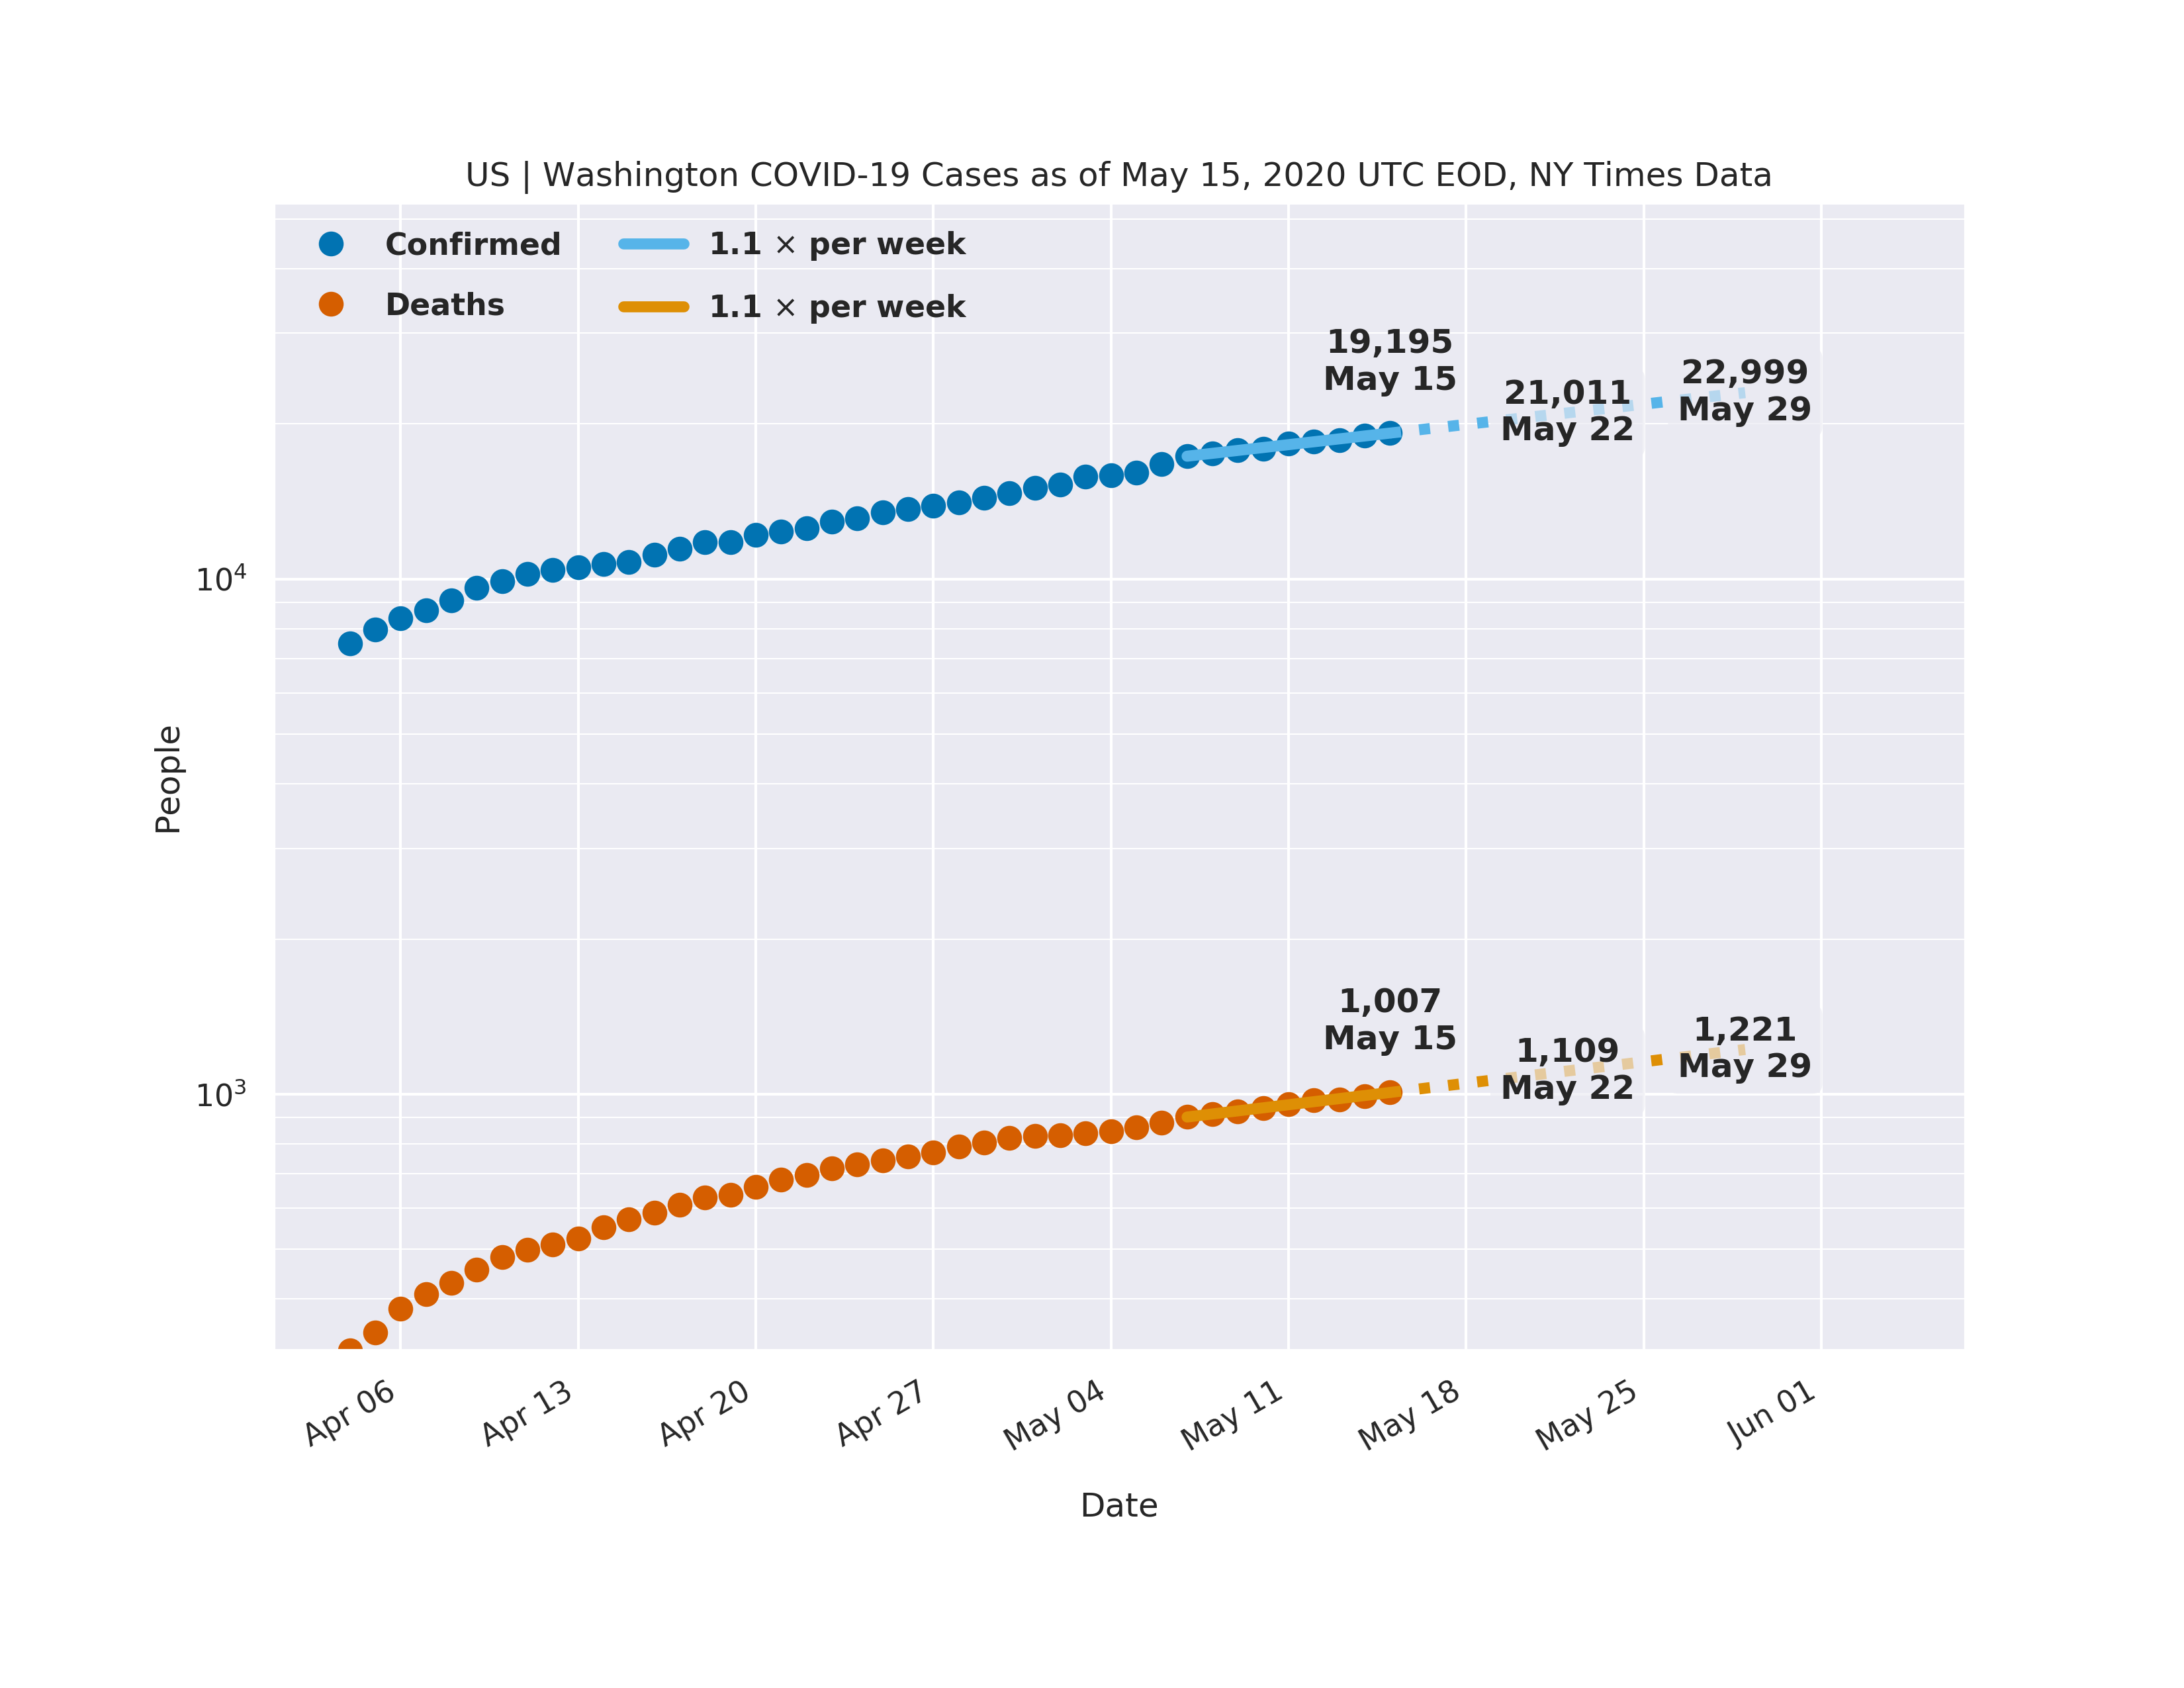 US | Washington COVID-19 Cases as of May 15, 2020 UTC EOD, NY Times Data
Confirmed
Deaths
1.1 × per week
1.1 × per week
19,195
May 15
21,011
May 22
22,999
May 29
10⁴
People
1,007
May 15
1,109
May 22
1,221
May 29
10³
Apr 06
Apr 13
Apr 20
Apr 27
May 04
May 11
May 18
May 25
Jun 01
Date